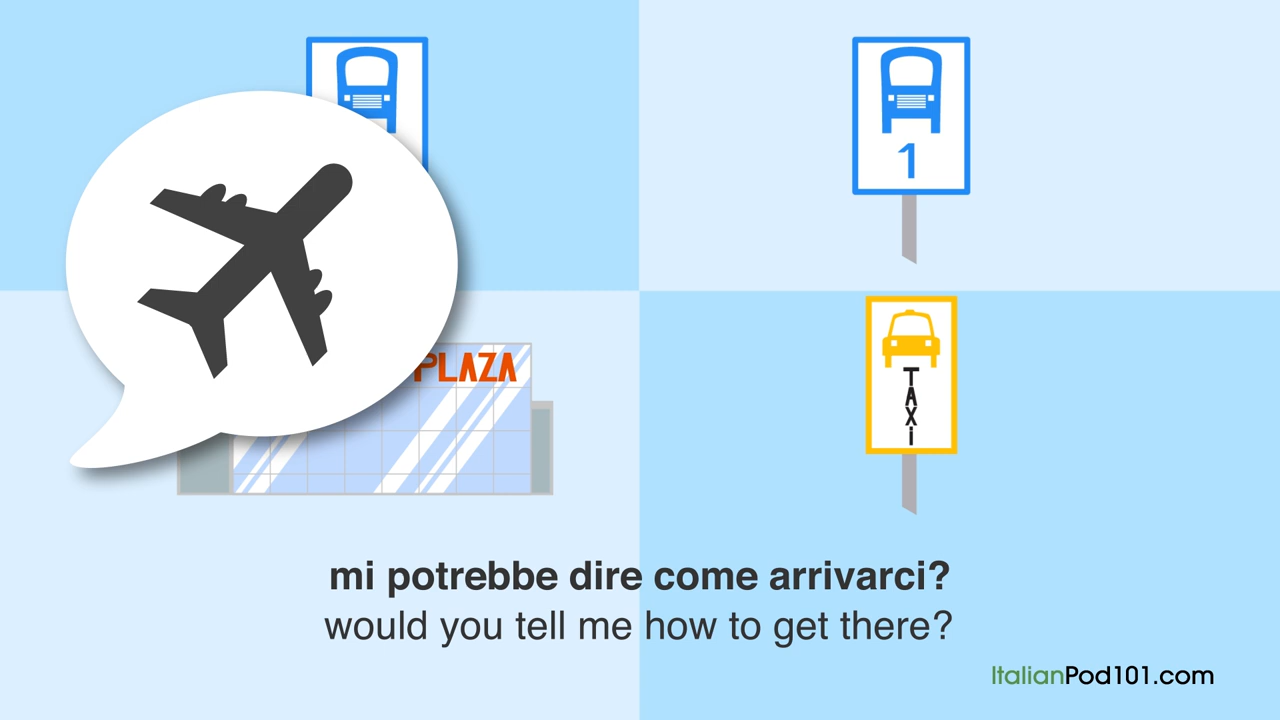 1
PLAZA
TAXi
mi potrebbe dire come arrivarci?
would you tell me how to get there?
ItalianPod101.com